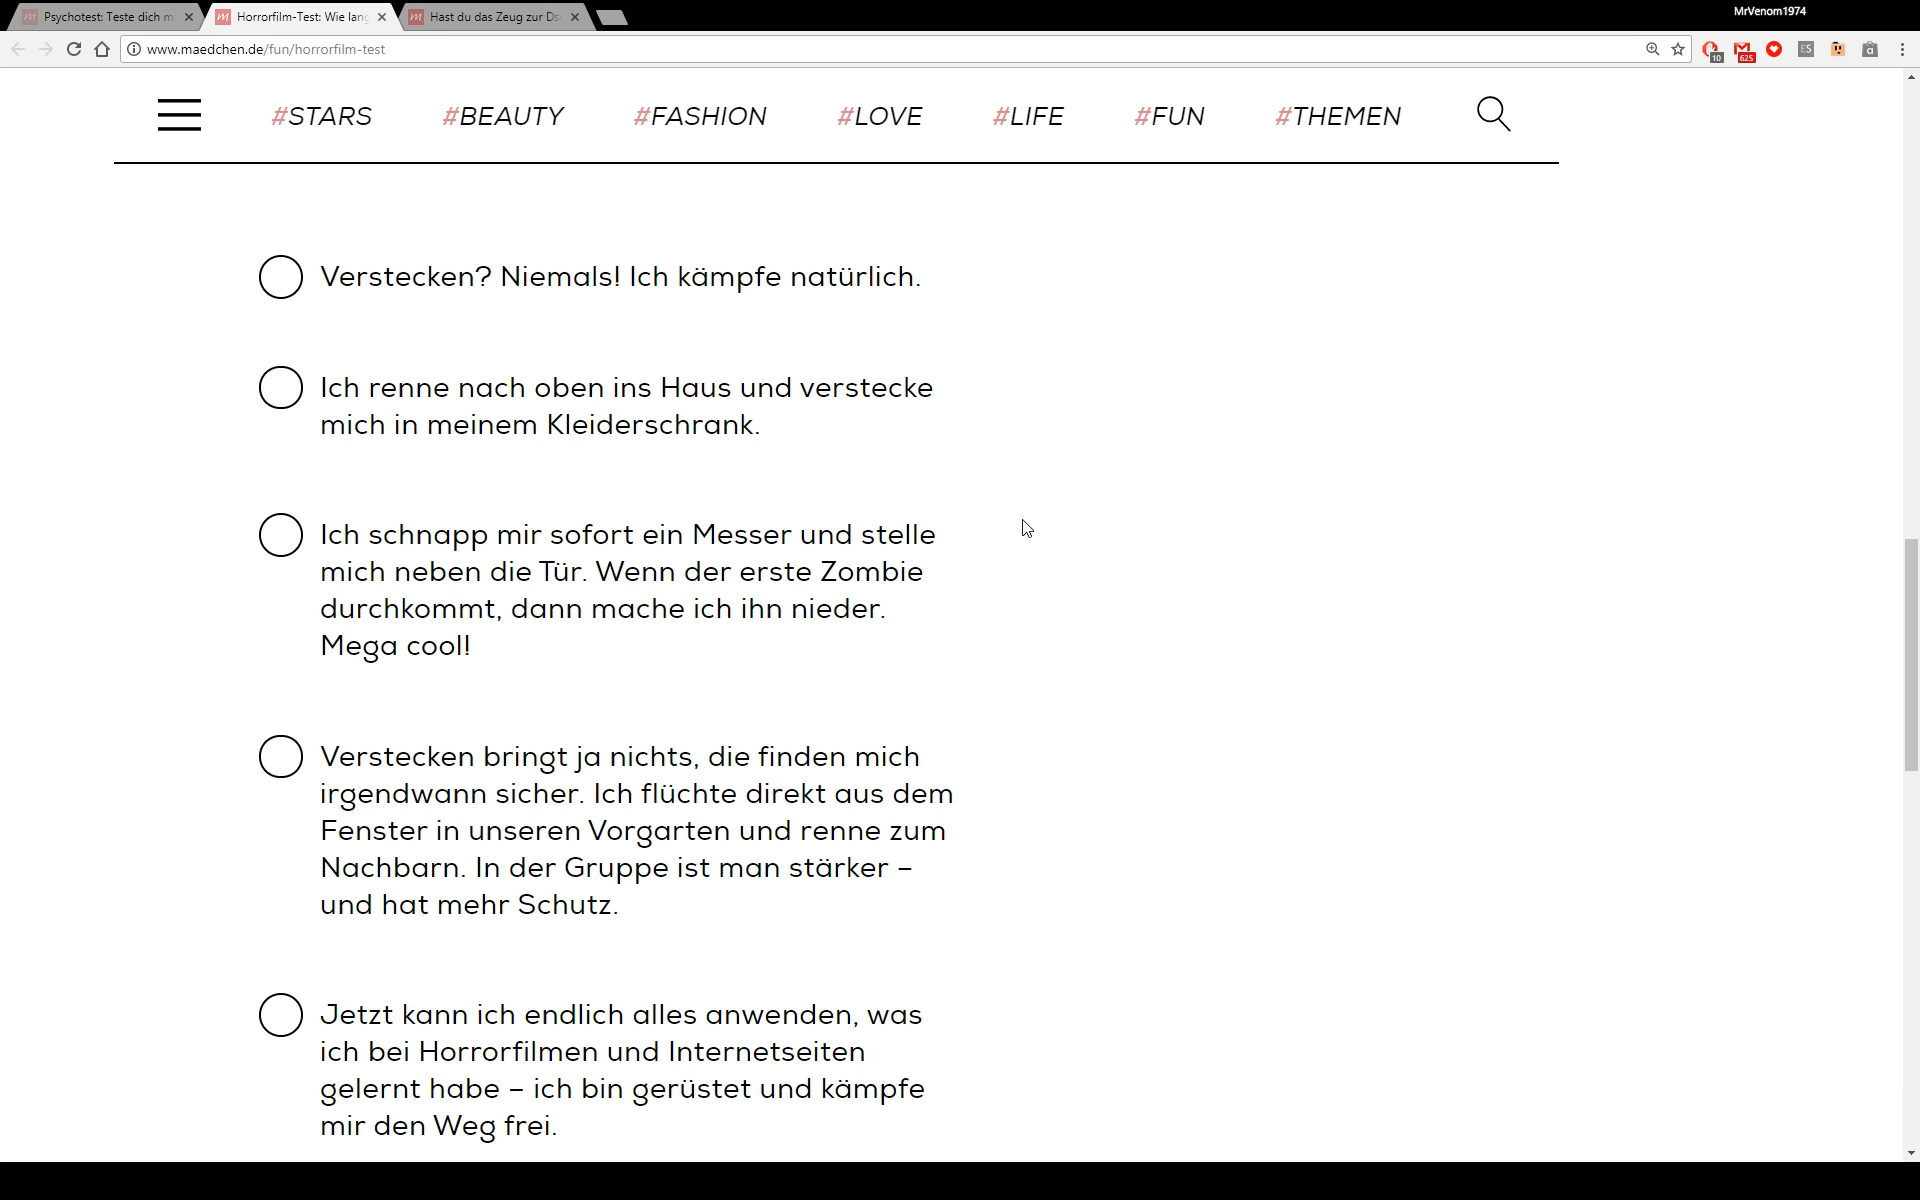 MrVenom1974
Psychotest: Teste dich m
Horrorfilm-Test: Wie lang
Hast du das Zeug zur Ds
www.maedchen.de/fun/horrorfilm-test
10
625
ES
a
#STARS #BEAUTY #FASHION #LOVE #LIFE #FUN #THEMEN
Verstecken? Niemals! Ich kämpfe natürlich.
Ich renne nach oben ins Haus und verstecke
mich in meinem Kleiderschrank.
Ich schnapp mir sofort ein Messer und stelle
mich neben die Tür. Wenn der erste Zombie
durchkommt, dann mache ich ihn nieder.
Mega cool!
Verstecken bringt ja nichts, die finden mich
irgendwann sicher. Ich flüchte direkt aus dem
Fenster in unseren Vorgarten und renne zum
Nachbarn. In der Gruppe ist man stärker –
und hat mehr Schutz.
Jetzt kann ich endlich alles anwenden, was
ich bei Horrorfilmen und Internetseiten
gelernt habe – ich bin gerüstet und kämpfe
mir den Weg frei.